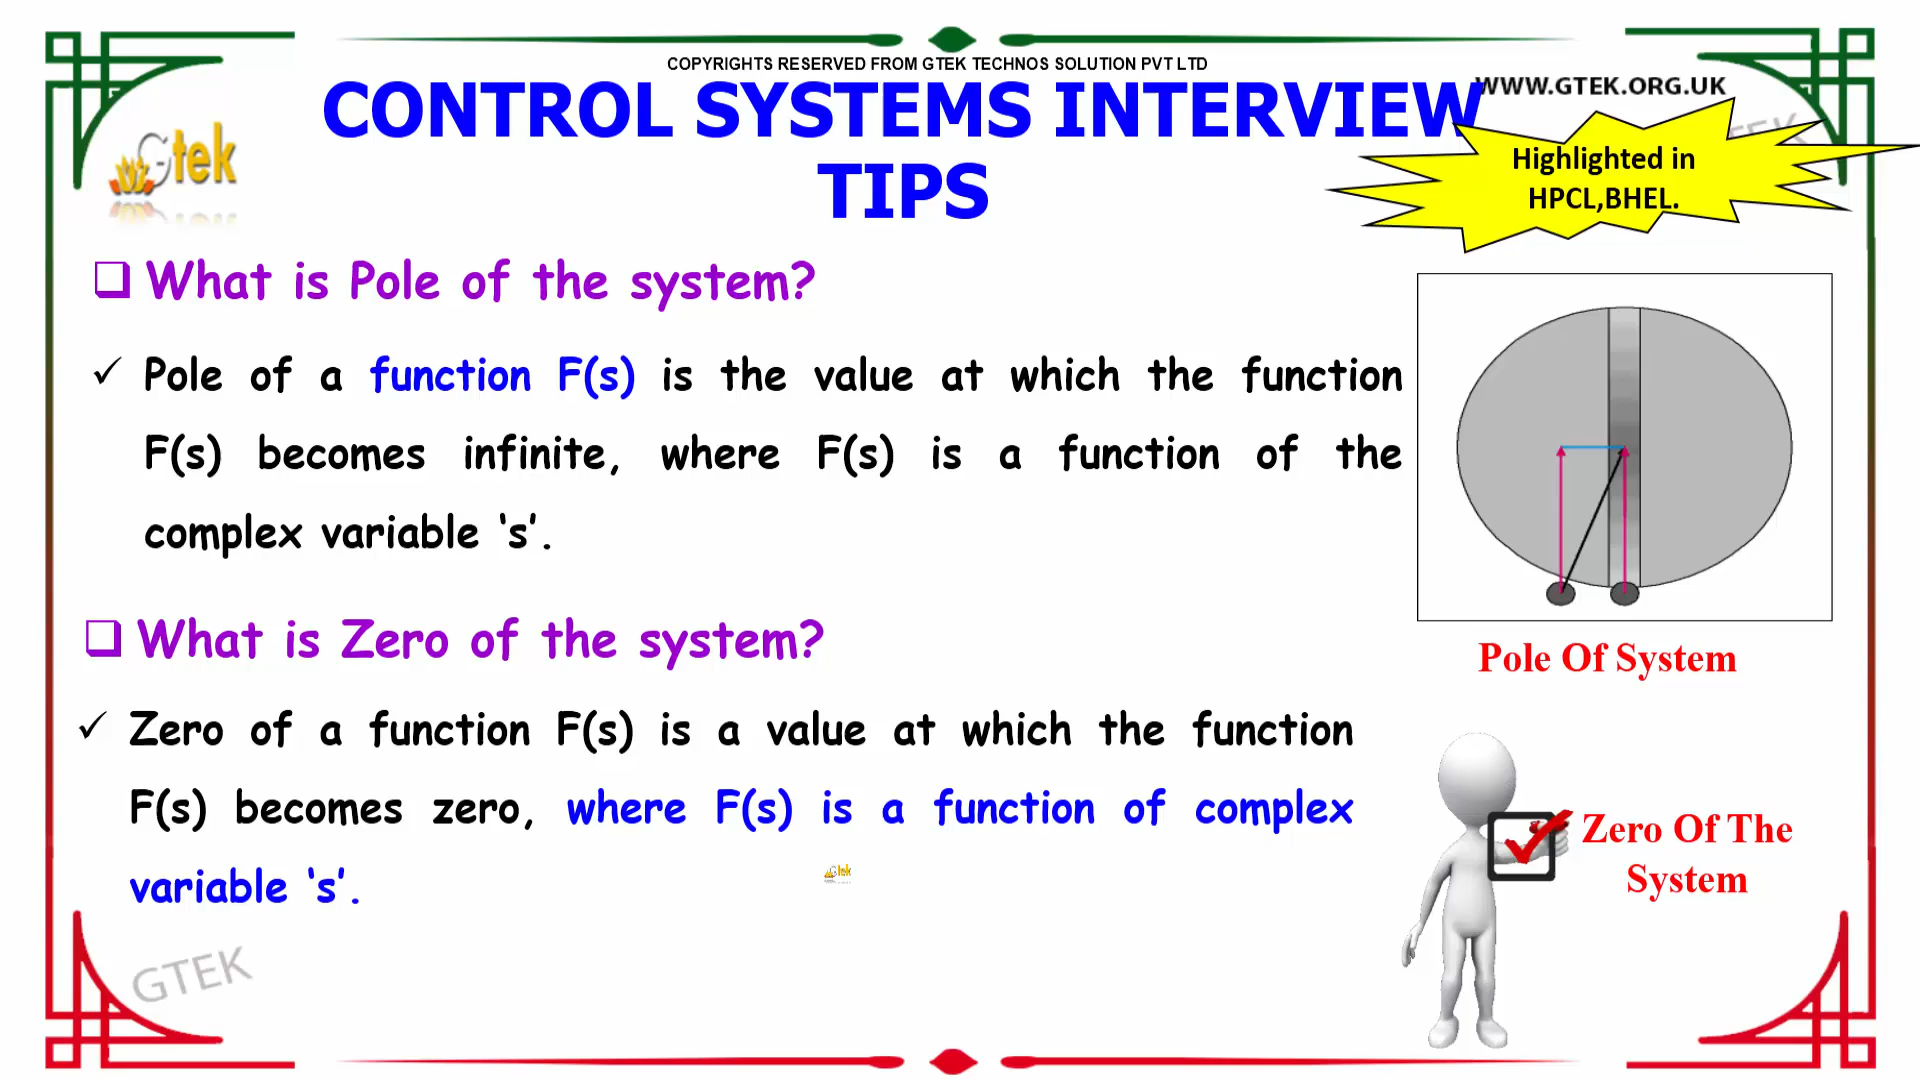 COPYRIGHTS RESERVED FROM GTEK TECHNOS SOLUTION PVT LTD
WWW.GTEK.ORG.UK
CONTROL SYSTEMS INTERVIEW
TIPS
Gtek
GTEK
Highlighted in
HPCL,BHEL.
What is Pole of the system?
Pole of a function F(s) is the value at which the function
F(s) becomes infinite, where F(s) is a function of the
complex variable ‘s’.
Pole Of System
What is Zero of the system?
Zero of a function F(s) is a value at which the function
F(s) becomes zero, where F(s) is a function of complex
variable ‘s’.
Gtek
Zero Of The
System
GTEK